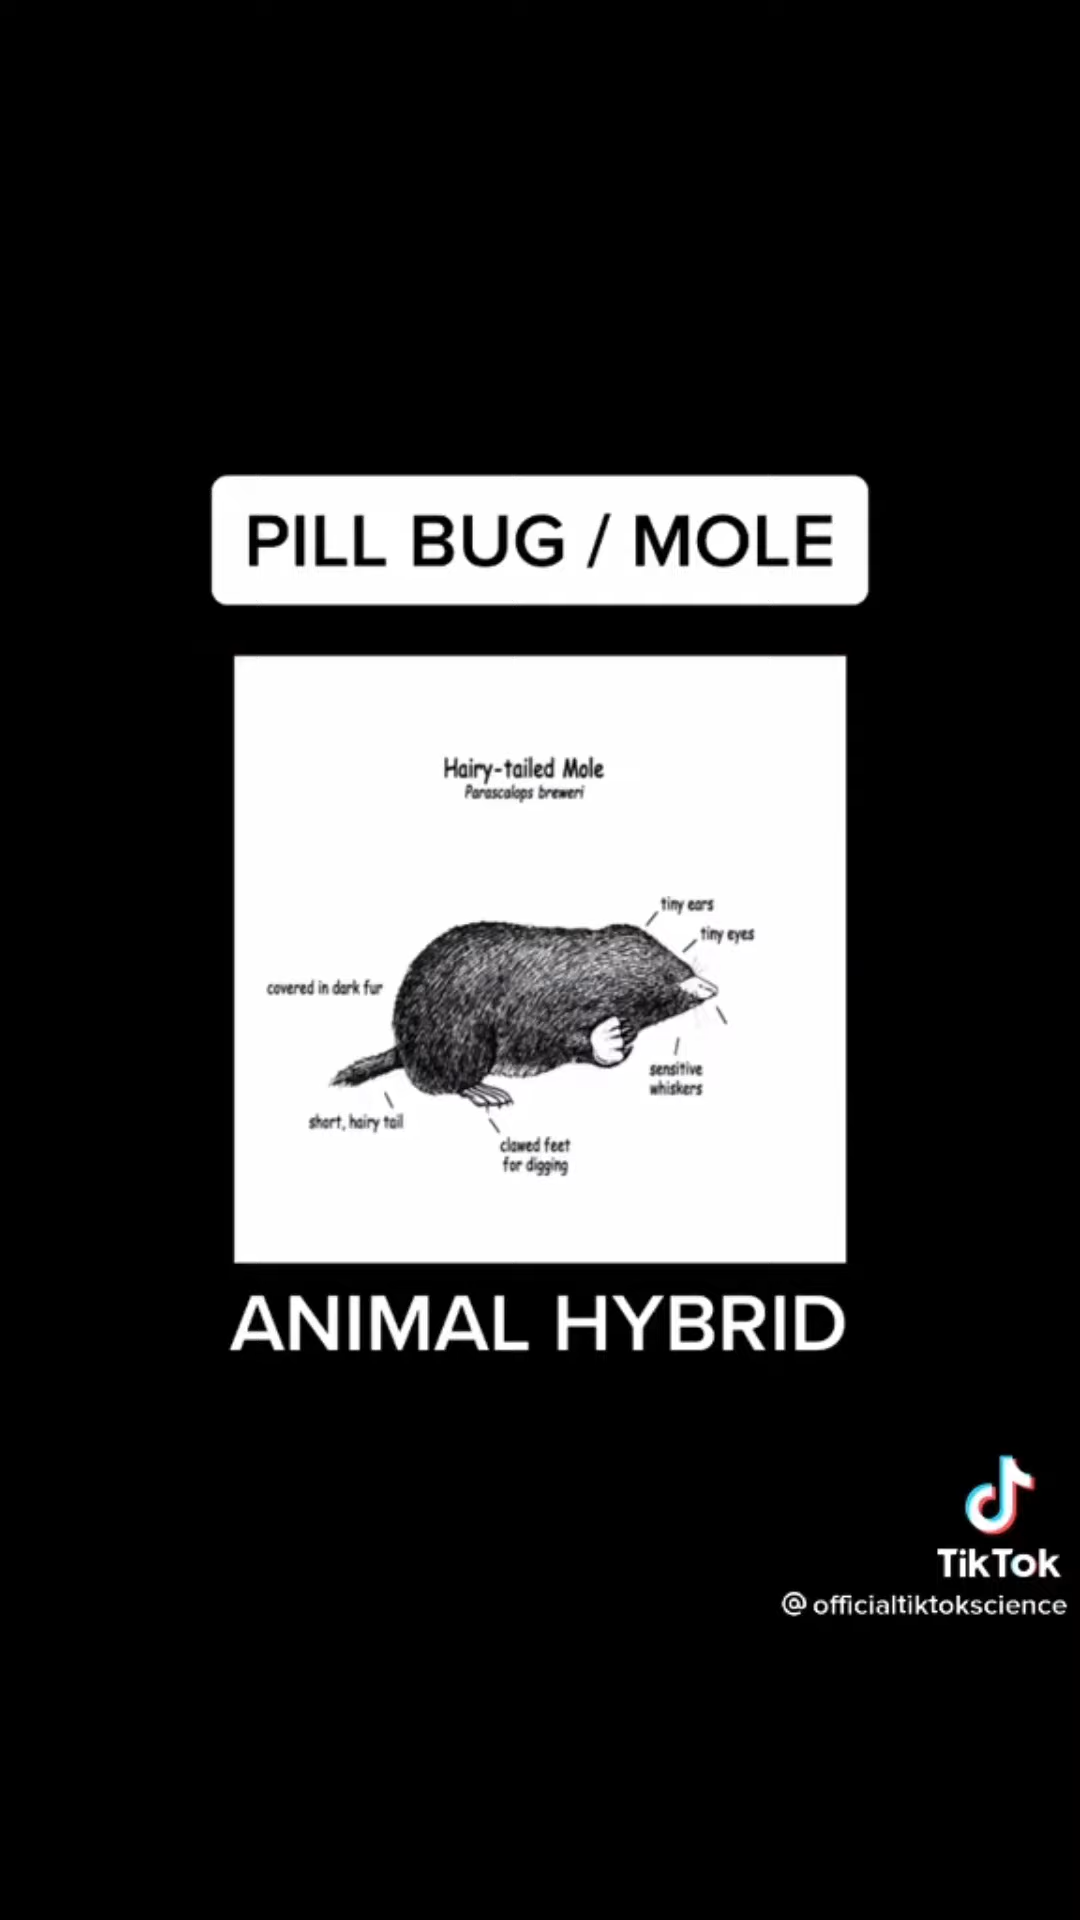 PILL BUG / MOLE
Hairy-tailed Mole
Parascalops breweri
tiny ears
tiny eyes
covered in dark fur
sensitive
whiskers
short, hairy tail
clawed feet
for digging
ANIMAL HYBRID
TikTok
@officialtiktokscience